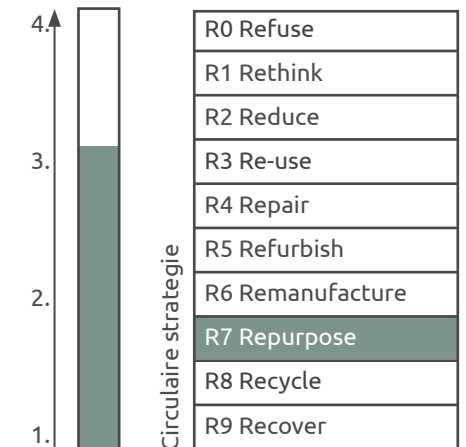 4.
3.
2.
1.
Circulaire strategie
R0 Refuse
R1 Rethink
R2 Reduce
R3 Re-use
R4 Repair
R5 Refurbish
R6 Remanufacture
R7 Repurpose
R8 Recycle
R9 Recover